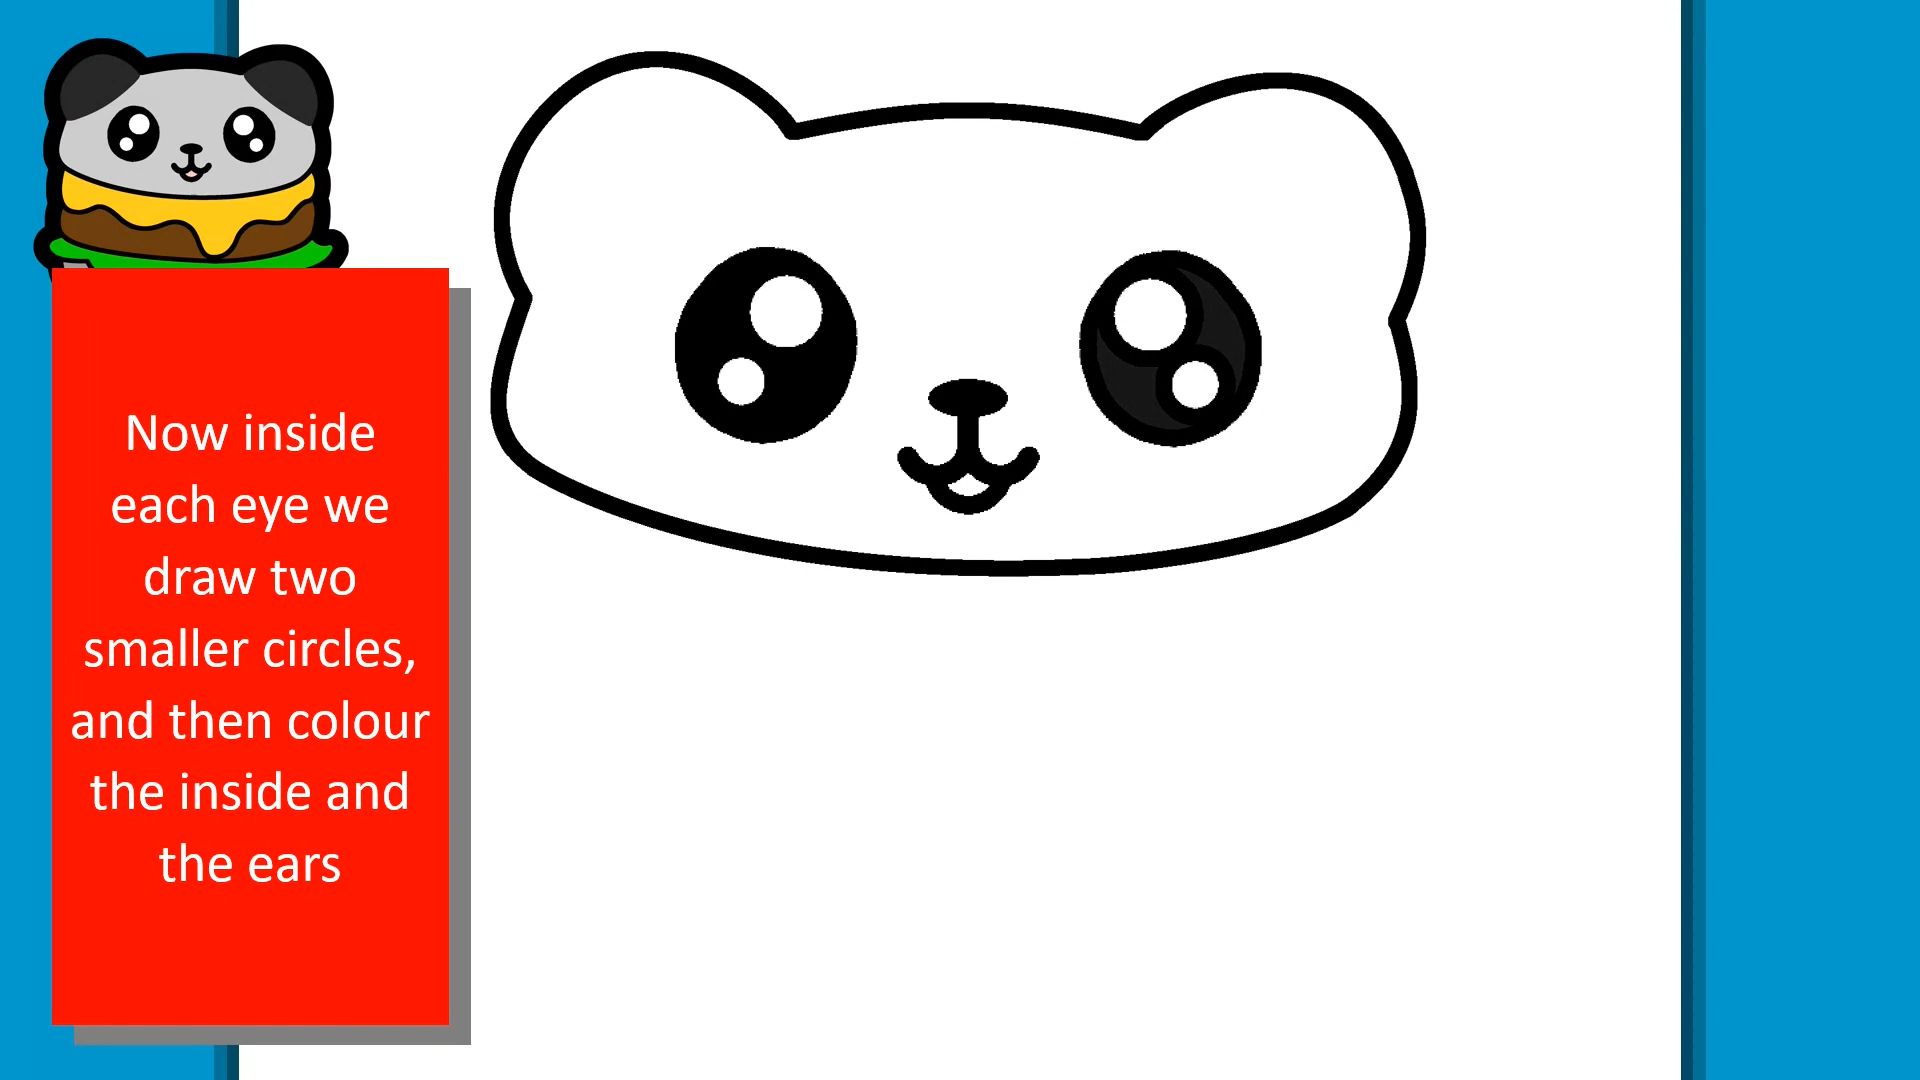 Now inside
each eye we
draw two
smaller circles,
and then colour
the inside and
the ears